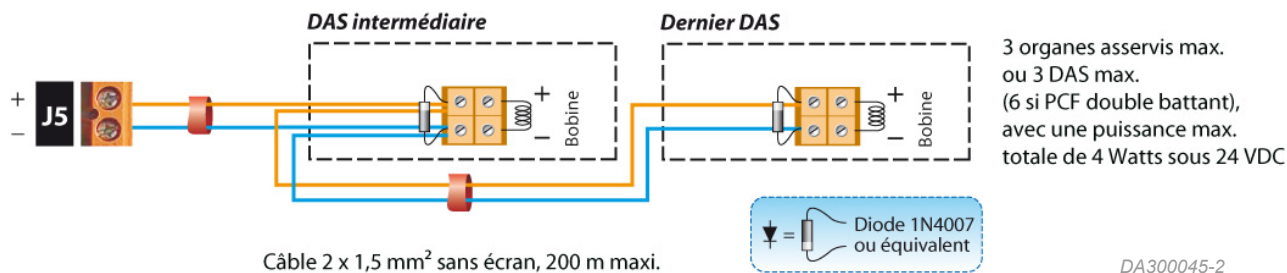 DAS intermédiaire
Dernier DAS
+
J5
–
+
–
Bobine
+
–
Bobine
3 organes asservis max.
ou 3 DAS max.
(6 si PCF double battant),
avec une puissance max.
totale de 4 Watts sous 24 VDC
=
Diode 1N4007
ou équivalent
Câble 2 x 1,5 mm² sans écran, 200 m maxi.
DA300045-2